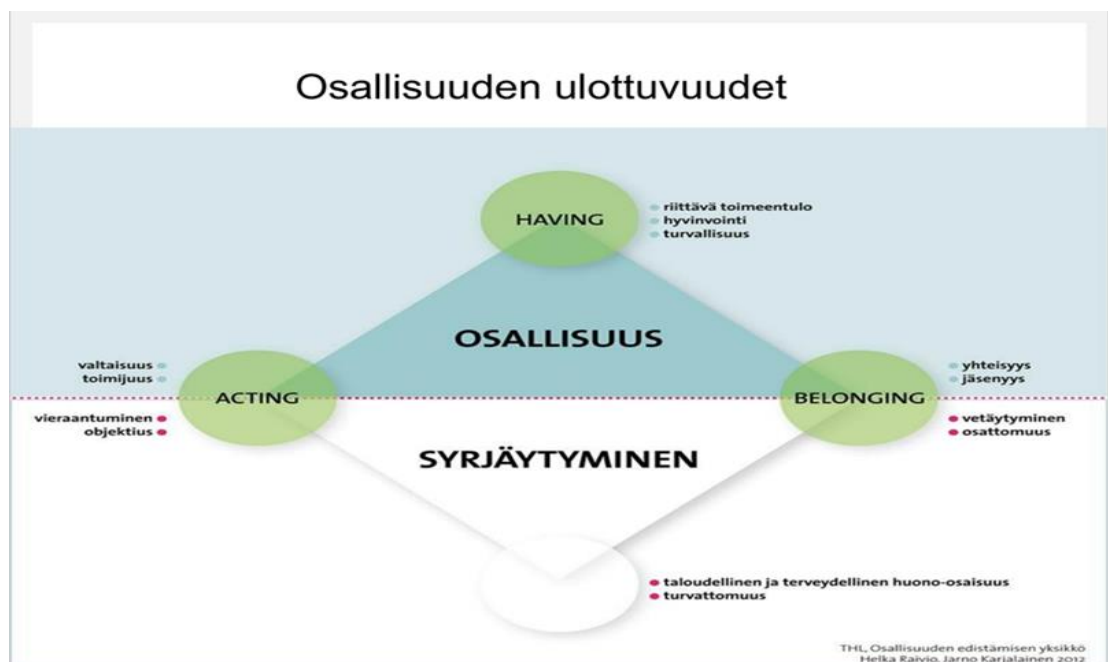 Osallisuuden ulottuvuudet
HAVING
riittävä toimeentulo
hyvinvointi
turvallisuus
OSALLISUUS
valtaisuus
toimijuus
ACTING
vieraantuminen
objektius
BELONGING
yhteisyys
jäsenyys
vetäytyminen
osattomuus
SYRJÄYTYMINEN
taloudellinen ja terveydellinen huono-osaisuus
turvattomuus
THL, Osallisuuden edistämisen yksikkö
Helka Raivio, Jarno Karjalainen 2012